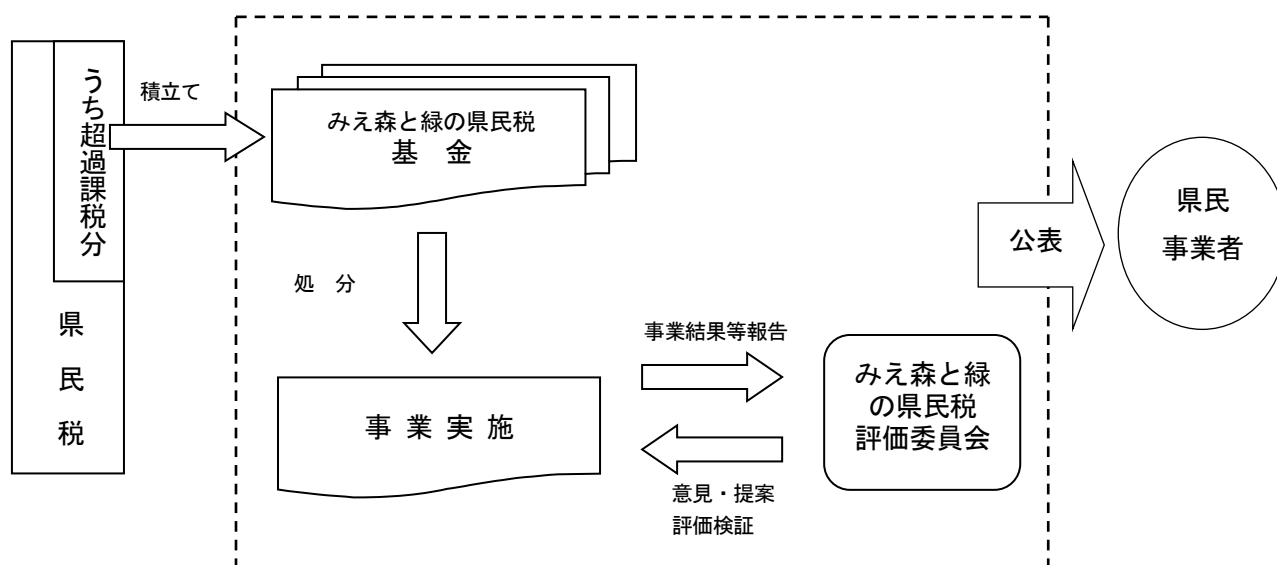 うち超過課税分
県民税
積立て
みえ森と緑の県民税
基　金
処　分
事 業 実 施
事業結果等報告
意見・提案
評価検証
みえ森と緑
の県民税
評価委員会
公表
県民
事業者